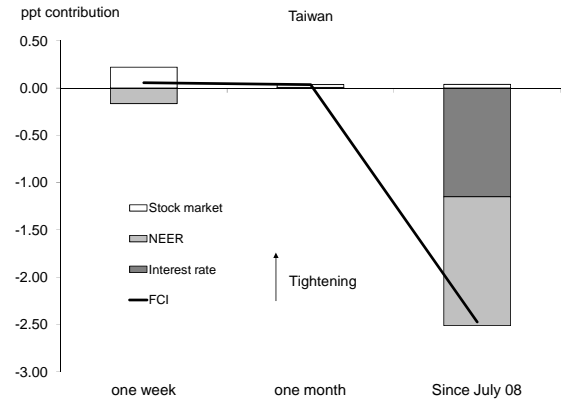 ppt contribution
Taiwan
0.50
0.00
-0.50
-1.00
-1.50
-2.00
-2.50
-3.00
Stock market
NEER
Interest rate
FCI
Tightening
one week one month Since July 08